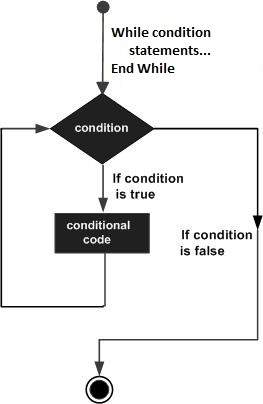 While condition
statements...
End While
condition
If condition
is true
conditional
code
If condition
is false